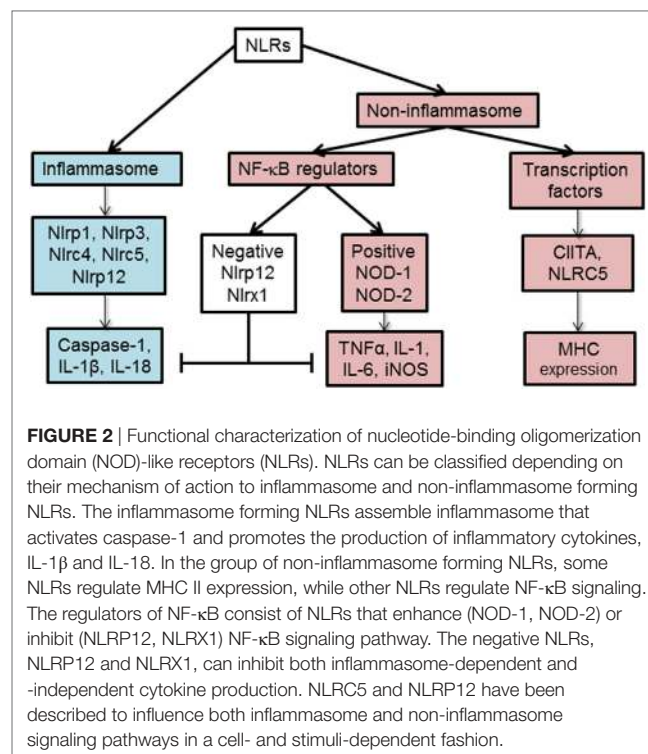 NLRs
Non-inflammasome
Inflammasome
NF-κB regulators
Transcription
factors
Nlrp1, Nlrp3,
Nlrc4, Nlrc5,
Nlrp12
Negative
Nlrp12
Nlrx1
Positive
NOD-1
NOD-2
CIITA,
NLRC5
Caspase-1,
IL-1β, IL-18
TNFα, IL-1,
IL-6, iNOS
MHC
expression
FIGURE 2 | Functional characterization of nucleotide-binding oligomerization
domain (NOD)-like receptors (NLRs). NLRs can be classified depending on
their mechanism of action to inflammasome and non-inflammasome forming
NLRs. The inflammasome forming NLRs assemble inflammasome that
activates caspase-1 and promotes the production of inflammatory cytokines,
IL-1β and IL-18. In the group of non-inflammasome forming NLRs, some
NLRs regulate MHC II expression, while other NLRs regulate NF-κB signaling.
The regulators of NF-κB consist of NLRs that enhance (NOD-1, NOD-2) or
inhibit (NLRP12, NLRX1) NF-κB signaling pathway. The negative NLRs,
NLRP12 and NLRX1, can inhibit both inflammasome-dependent and
-independent cytokine production. NLRC5 and NLRP12 have been
described to influence both inflammasome and non-inflammasome
signaling pathways in a cell- and stimuli-dependent fashion.